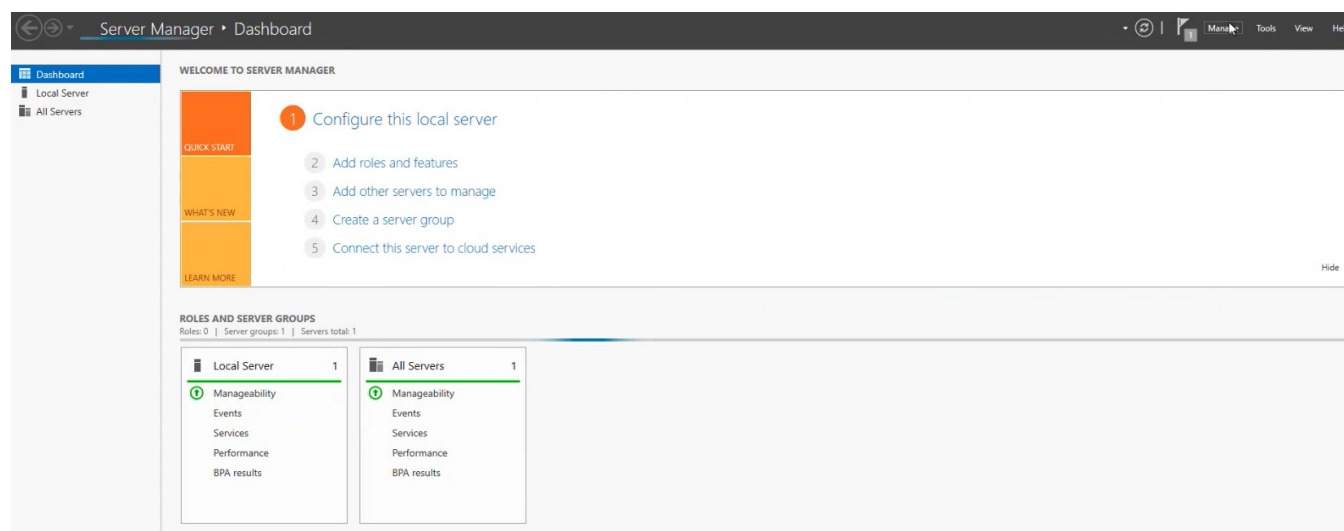 Server Manager ‣ Dashboard
1 Tools View
Dashboard
Local Server
All Servers
WELCOME TO SERVER MANAGER
QUICK START
WHAT'S NEW
LEARN MORE
1 Configure this local server
2 Add roles and features
3 Add other servers to manage
4 Create a server group
5 Connect this server to cloud services
Hide
ROLES AND SERVER GROUPS
Roles: 0 | Server groups: 1 | Servers total: 1
Local Server 1
Manageability
Events
Services
Performance
BPA results
All Servers 1
Manageability
Events
Services
Performance
BPA results